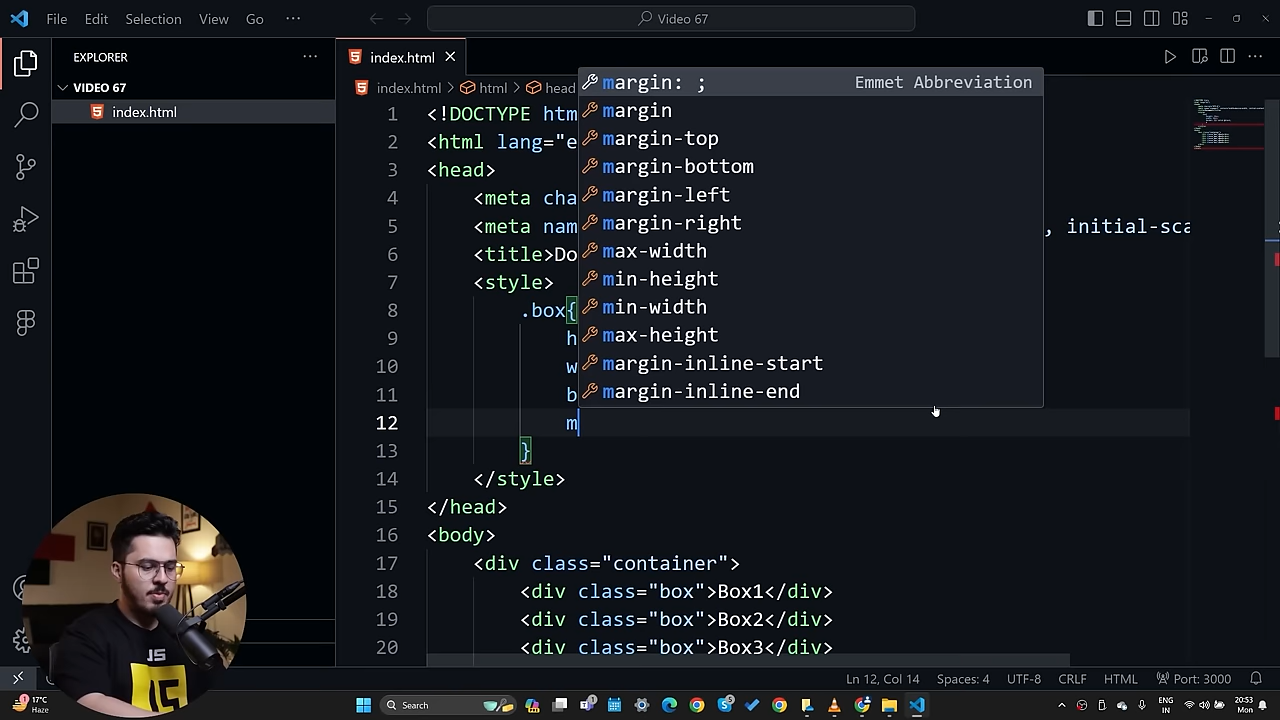 File Edit Selection View Go ··· Video 67
EXPLORER ···
VIDEO 67
index.html
index.html
index.html > html > head
1 <!DOCTYPE htm
2 <html lang="e
3 <head>
4 <meta cha
5 <meta nam , initial-sca
6 <title>Do
7 <style>
8 .box{
9 h
10 w
11 b
12 m
13 }
14 </style>
15 </head>
16 <body>
17 <div class="container">
18 <div class="box">Box1</div>
19 <div class="box">Box2</div>
20 <div class="box">Box3</div>
margin: ; Emmet Abbreviation
margin
margin-top
margin-bottom
margin-left
margin-right
max-width
min-height
min-width
max-height
margin-inline-start
margin-inline-end
JS
JS
Ln 12, Col 14 Spaces: 4 UTF-8 CRLF HTML Port: 3000
17°C
Haze
Search
ENG
IN
20:53
Mon